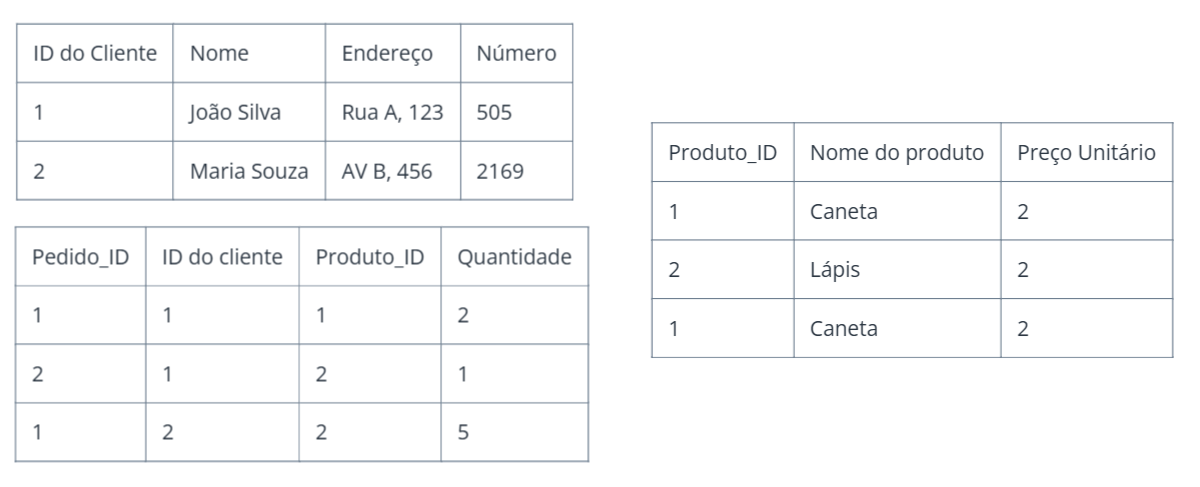 ID do Cliente Nome Endereço Número
1 João Silva Rua A, 123 505
2 Maria Souza AV B, 456 2169
Pedido_ID ID do cliente Produto_ID Quantidade
1 1 1 2
2 1 2 1
1 2 2 5
Produto_ID Nome do produto Preço Unitário
1 Caneta 2
2 Lápis 2
1 Caneta 2